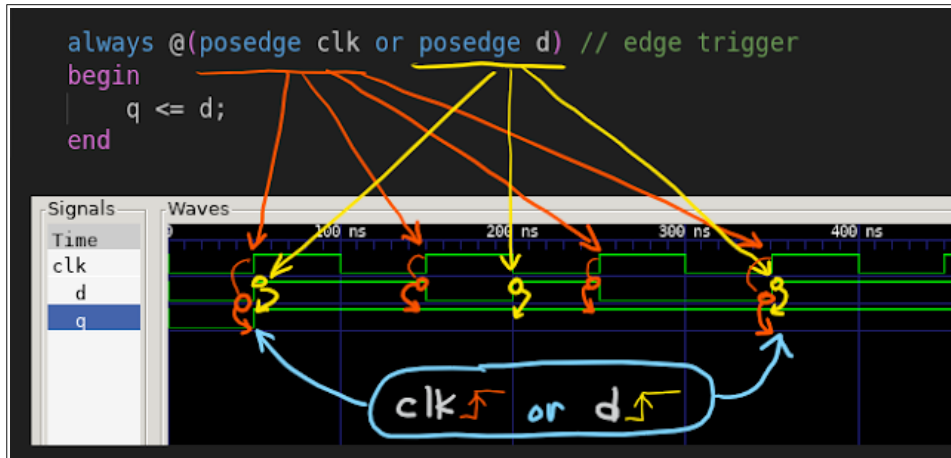 always @(posedge clk or posedge d) // edge trigger
begin
q <= d;
end
Signals
Waves
Time
0
100 ns
200 ns
300 ns
400 ns
clk
d
q
clk or d